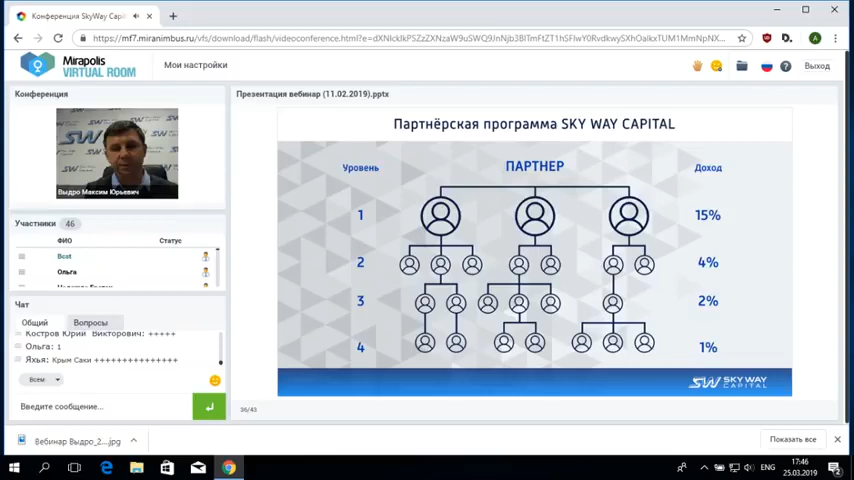 Конференция SkyWay Capi
https://mf7.miranimbus.ru/vfs/download/flash/videoconference.html?e=
Mirapolis
VIRTUAL ROOM
Мои настройки
Выход
Конференция
Презентация вебинар (11.02.2019).pptx
Выдро Максим Юрьевич
Участники 46
ФИО Статус
Best
Ольга
Чат
Общий Вопросы
Костров Юрий Викторович: +++++
Ольга: 1
Яхья: Крым Саки +++++++++++++++
Всем
Введите сообщение...
Партнёрская программа SKY WAY CAPITAL
Уровень ПАРТНЕР Доход
1 15%
2 4%
3 2%
4 1%
SW SKY WAY
CAPITAL
36/43
Вебинар Выдро_2....jpg
Показать все
ENG
17:46
25.03.2019
2